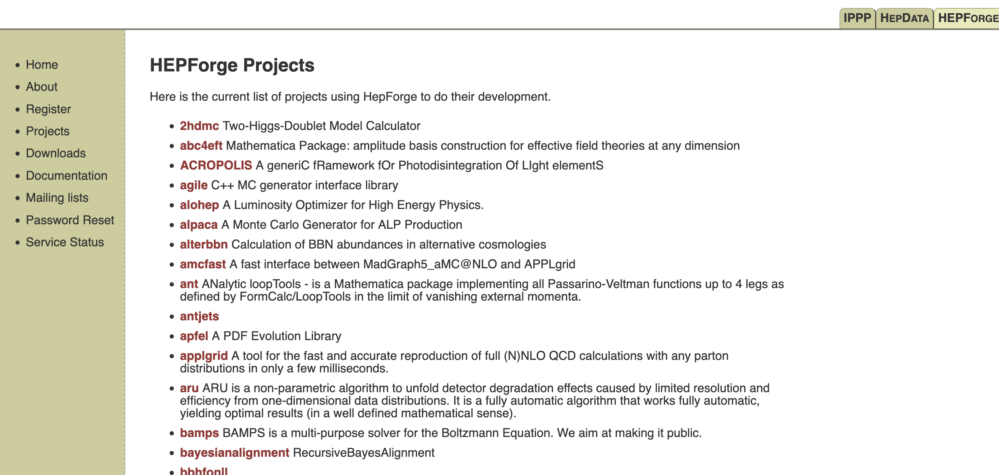 IPPP HEPDATA HEPFORGE
Home
About
Register
Projects
Downloads
Documentation
Mailing lists
Password Reset
Service Status
HEPForge Projects
Here is the current list of projects using HepForge to do their development.
2hdmc Two-Higgs-Doublet Model Calculator
abc4eft Mathematica Package: amplitude basis construction for effective field theories at any dimension
ACROPOLIS A generiC fRamework fOr Photodisintegration Of LIght elementS
agile C++ MC generator interface library
alohep A Luminosity Optimizer for High Energy Physics.
alpaca A Monte Carlo Generator for ALP Production
alterbbn Calculation of BBN abundances in alternative cosmologies
amcfast A fast interface between MadGraph5_aMC@NLO and APPLgrid
ant ANalytic loopTools - is a Mathematica package implementing all Passarino-Veltman functions up to 4 legs as
defined by FormCalc/LoopTools in the limit of vanishing external momenta.
antjets
apfel A PDF Evolution Library
applgrid A tool for the fast and accurate reproduction of full (N)NLO QCD calculations with any parton
distributions in only a few milliseconds.
aru ARU is a non-parametric algorithm to unfold detector degradation effects caused by limited resolution and
efficiency from one-dimensional data distributions. It is a fully automatic algorithm that works fully automatic,
yielding optimal results (in a well defined mathematical sense).
bamps BAMPS is a multi-purpose solver for the Boltzmann Equation. We aim at making it public.
bayesianalignment RecursiveBayesAlignment
bbhfonll